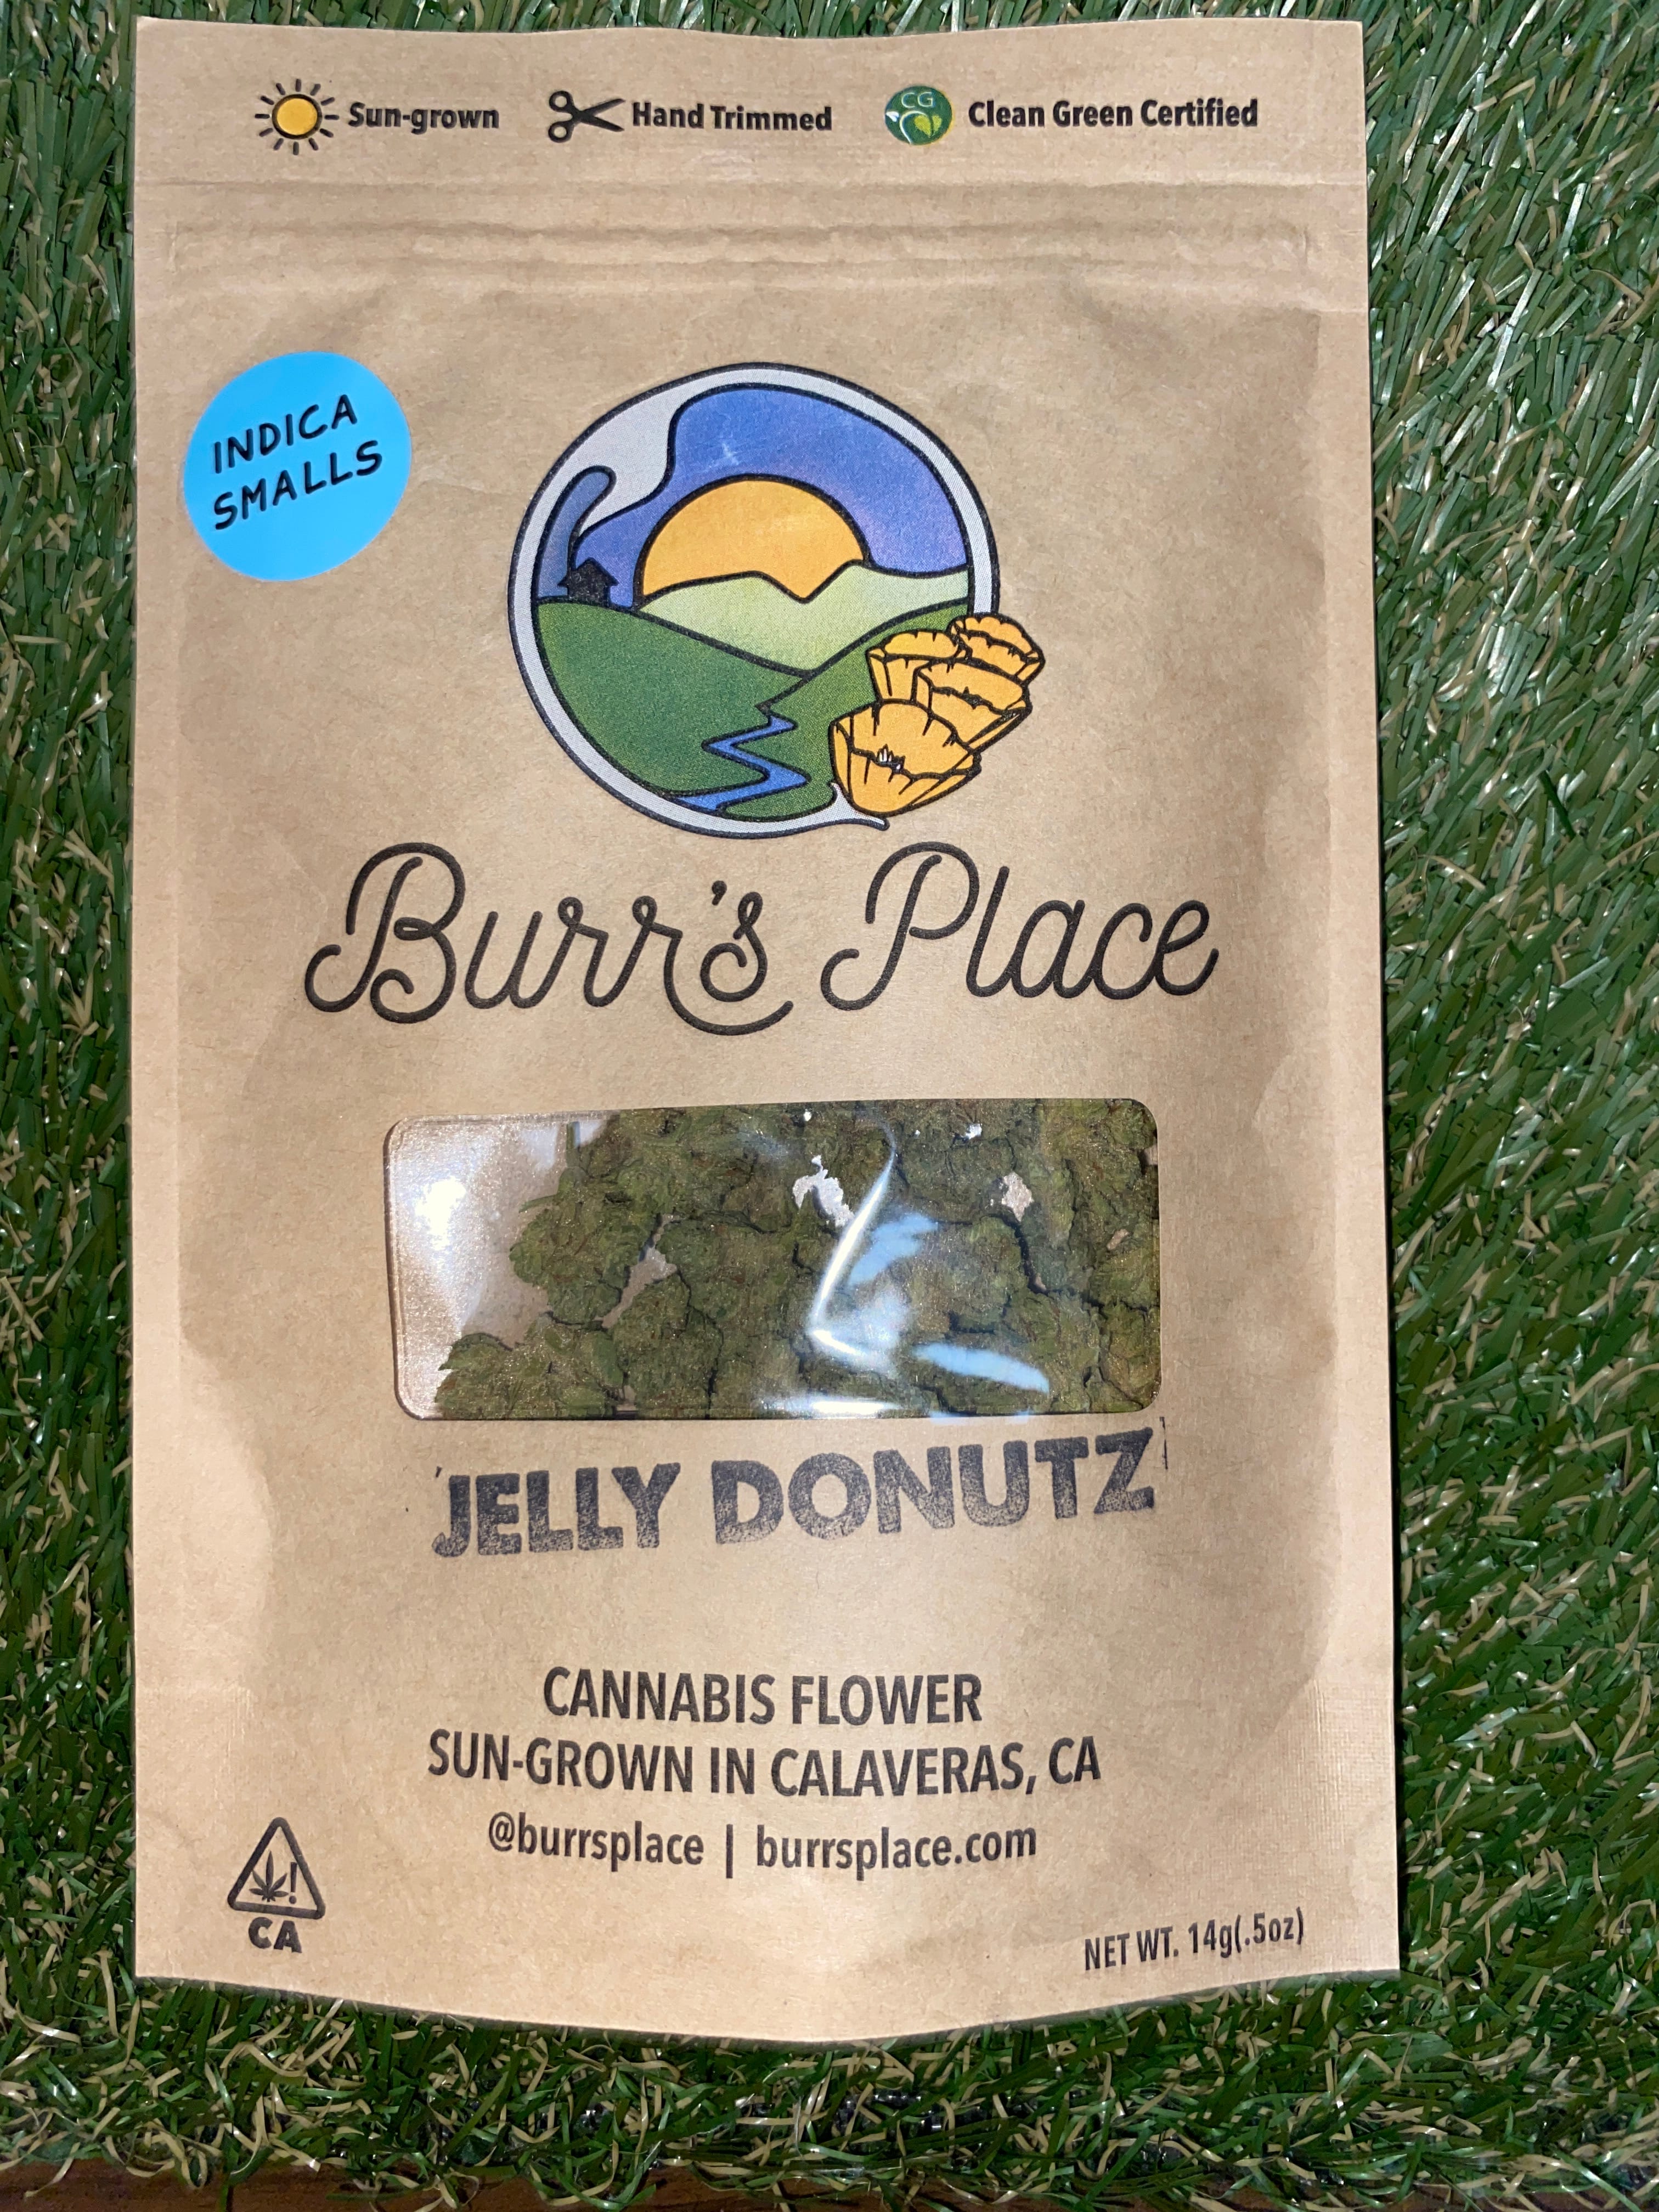 Sun-grown Hand Trimmed CG Clean Green Certified
INDICA
SMALLS
Burr's Place
JELLY DONUTZ
CANNABIS FLOWER
SUN-GROWN IN CALAVERAS, CA
@burrsplace | burrsplace.com
!
CA
NET WT. 14g(.5oz)